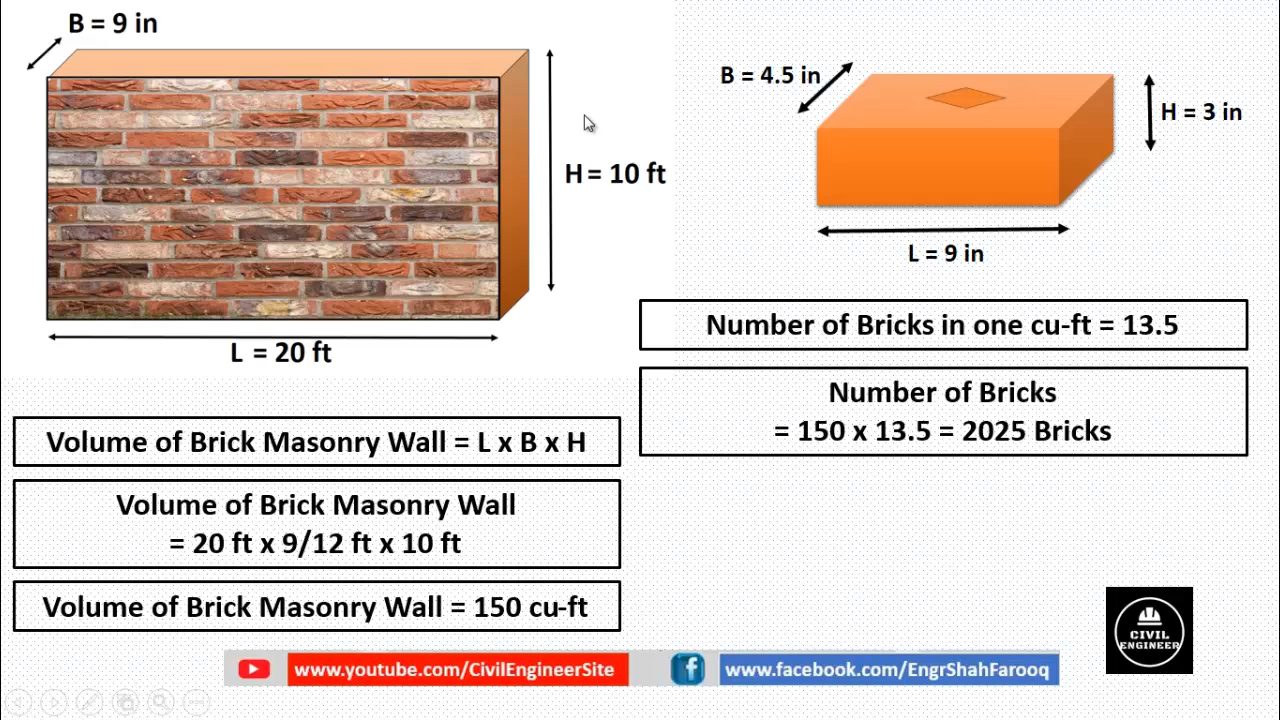 B = 9 in
H = 10 ft
L = 20 ft
B = 4.5 in
H = 3 in
L = 9 in
Number of Bricks in one cu-ft = 13.5
Number of Bricks
= 150 x 13.5 = 2025 Bricks
Volume of Brick Masonry Wall = L x B x H
Volume of Brick Masonry Wall
= 20 ft x 9/12 ft x 10 ft
Volume of Brick Masonry Wall = 150 cu-ft
CIVIL
ENGINEER
www.youtube.com/CivilEngineerSite
f www.facebook.com/EngrShahFarooq